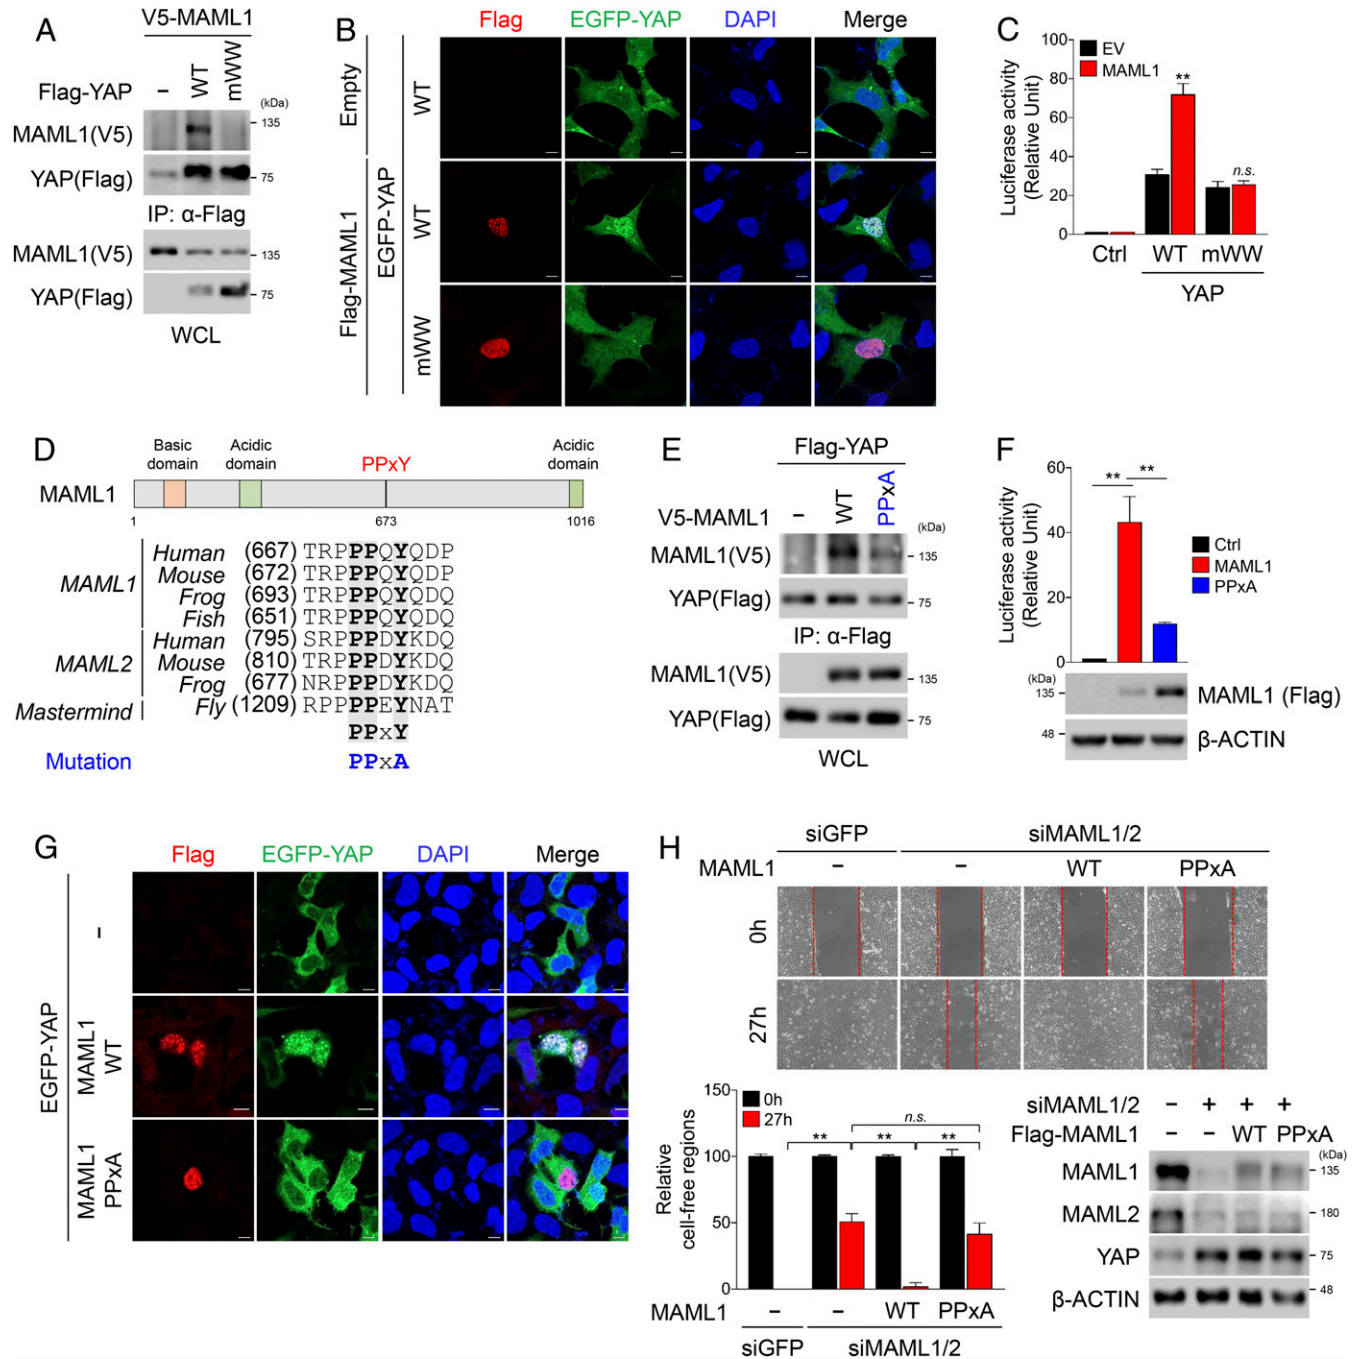 A
V5-MAML1
Flag-YAP – WT mWW
(kDa)
MAML1(V5) 135
YAP(Flag) 75
IP: α-Flag
MAML1(V5) 135
YAP(Flag) 75
WCL
B
Flag EGFP-YAP DAPI Merge
Empty WT
Flag-MAML1 EGFP-YAP WT
mWW
C
Luciferase activity
(Relative Unit)
100
80
60
40
20
0
EV
MAML1
**
n.s.
Ctrl WT mWW
YAP
D
Basic domain Acidic domain PPxY Acidic domain
MAML1
1 673 1016
MAML1 Human (667) TRPPPQYQDP
Mouse (672) TRPPPQYQDP
Frog (693) TRPPPQYQDQ
Fish (651) TRPPPQYQDQ
MAML2 Human (795) SRPPPDYKDQ
Mouse (810) TRPPPDYKDQ
Frog (677) NRPPPDYKDQ
Mastermind Fly (1209) RPPPPEYNAT
PPxY
Mutation PPxA
E
Flag-YAP
V5-MAML1 – WT PPxA
(kDa)
MAML1(V5) 135
YAP(Flag) 75
IP: α-Flag
MAML1(V5) 135
YAP(Flag) 75
WCL
F
Luciferase activity
(Relative Unit)
60
40
20
0
** **
Ctrl
MAML1
PPxA
(kDa)
135 MAML1 (Flag)
48 β-ACTIN
G
Flag EGFP-YAP DAPI Merge
EGFP-YAP
–
MAML1 WT
MAML1 PPxA
H
siGFP siMAML1/2
MAML1 – – WT PPxA
0h
27h
Relative
cell-free regions
150
100
50
0
0h
27h
n.s.
** ** **
MAML1 – – WT PPxA
siGFP siMAML1/2
siMAML1/2 – + + +
Flag-MAML1 – – WT PPxA
(kDa)
MAML1 135
MAML2 180
YAP 75
48
β-ACTIN